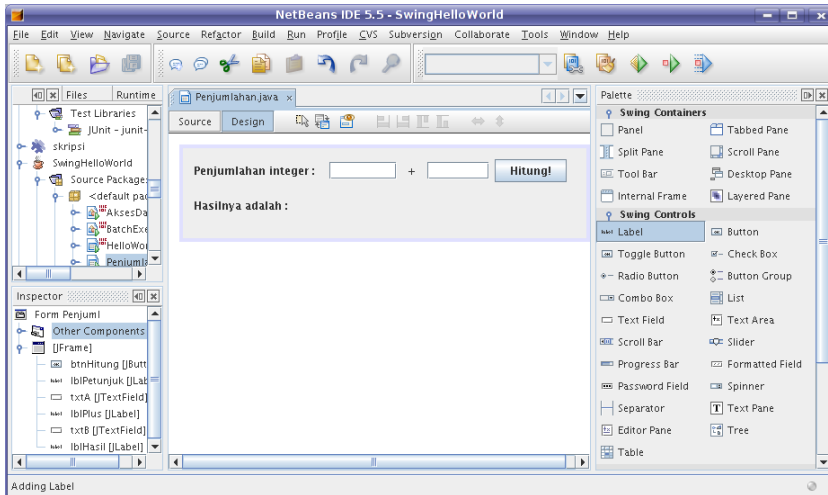 NetBeans IDE 5.5 - SwingHelloWorld
File Edit View Navigate Source Refactor Build Run Profile CVS Subversion Collaborate Tools Window Help
Files Runtime
Test Libraries
JUnit - junit-
skripsi
SwingHelloWorld
Source Package
<default pac
AksesDa
BatchExe
HelloWo
Penjumla
Inspector
Form Penjuml
Other Components
[JFrame]
btnHitung [JButt
lblPetunjuk [JLab
txtA [JTextField]
lblPlus [JLabel]
txtB [JTextField]
lblHasil [JLabel]
Penjumlahan.java
Source Design
Penjumlahan integer : + Hitung!
Hasilnya adalah :
Palette
Swing Containers
Panel Tabbed Pane
Split Pane Scroll Pane
Tool Bar Desktop Pane
Internal Frame Layered Pane
Swing Controls
Label Button
Toggle Button Check Box
Radio Button Button Group
Combo Box List
Text Field Text Area
Scroll Bar Slider
Progress Bar Formatted Field
Password Field Spinner
Separator Text Pane
Editor Pane Tree
Table
Adding Label